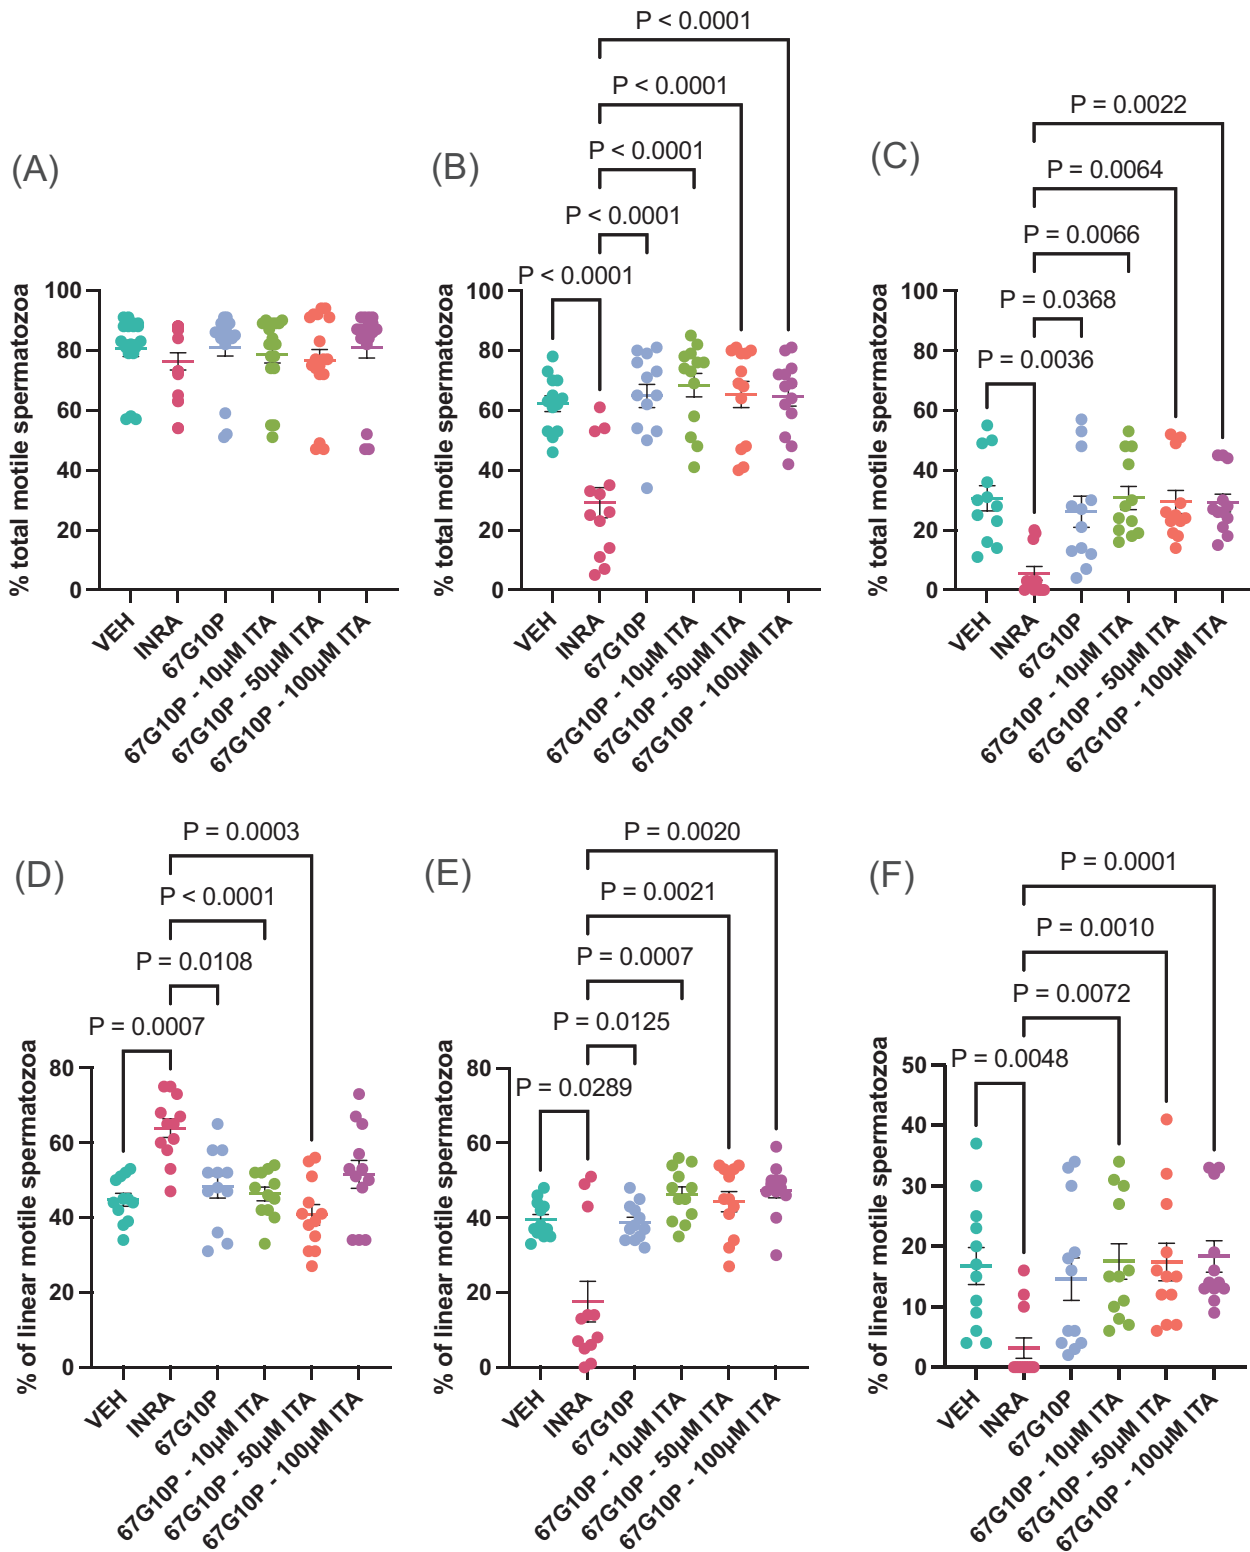 (A)
% total motile spermatozoa
100
80
60
40
20
0
VEH
INRA
67G10P
67G10P - 10µM ITA
67G10P - 50µM ITA
67G10P - 100µM ITA
(B)
P < 0.0001
P < 0.0001
P < 0.0001
P < 0.0001
P < 0.0001
% total motile spermatozoa
100
80
60
40
20
0
VEH
INRA
67G10P
67G10P - 10µM ITA
67G10P - 50µM ITA
67G10P - 100µM ITA
(C)
P = 0.0022
P = 0.0064
P = 0.0066
P = 0.0368
P = 0.0036
% total motile spermatozoa
100
80
60
40
20
0
VEH
INRA
67G10P
67G10P - 10µM ITA
67G10P - 50µM ITA
67G10P - 100µM ITA
(D)
P = 0.0003
P < 0.0001
P = 0.0108
P = 0.0007
% of linear motile spermatozoa
80
60
40
20
0
VEH
INRA
67G10P
67G10P - 10µM ITA
67G10P - 50µM ITA
67G10P - 100µM ITA
(E)
P = 0.0020
P = 0.0021
P = 0.0007
P = 0.0125
P = 0.0289
% of linear motile spermatozoa
80
60
40
20
0
VEH
INRA
67G10P
67G10P - 10µM ITA
67G10P - 50µM ITA
67G10P - 100µM ITA
(F)
P = 0.0001
P = 0.0010
P = 0.0072
P = 0.0048
% of linear motile spermatozoa
50
40
30
20
10
0
VEH
INRA
67G10P
67G10P - 10µM ITA
67G10P - 50µM ITA
67G10P - 100µM ITA